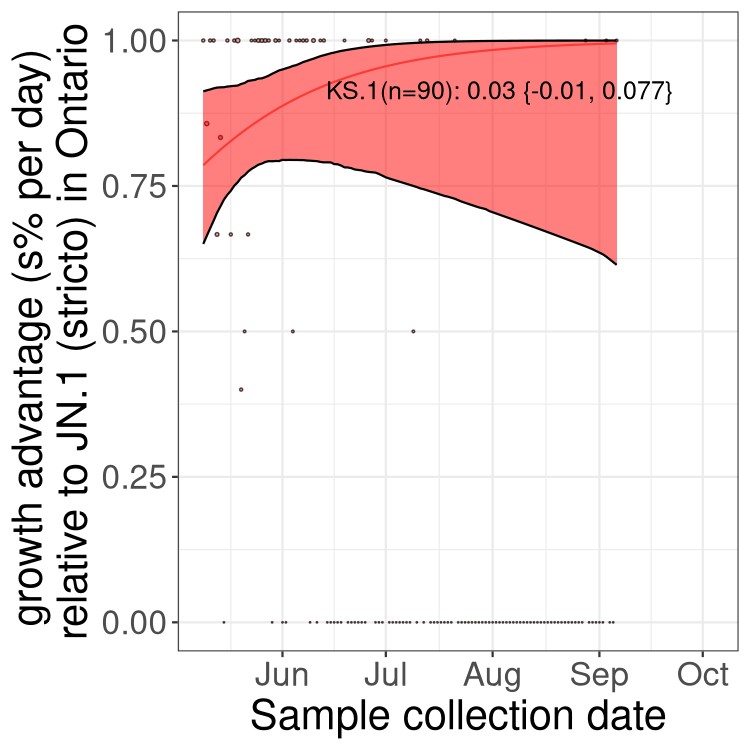 growth advantage (s% per day)
relative to JN.1 (stricto) in Ontario
1.00
0.75
0.50
0.25
0.00
KS.1(n=90): 0.03 {-0.01, 0.077}
Jun Jul Aug Sep Oct
Sample collection date